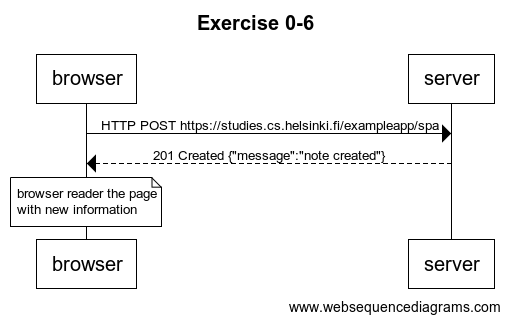 Exercise 0-6
browser
server
HTTP POST https://studies.cs.helsinki.fi/exampleapp/spa
201 Created {"message":"note created"}
browser reader the page
with new information
browser
server
www.websequencediagrams.com